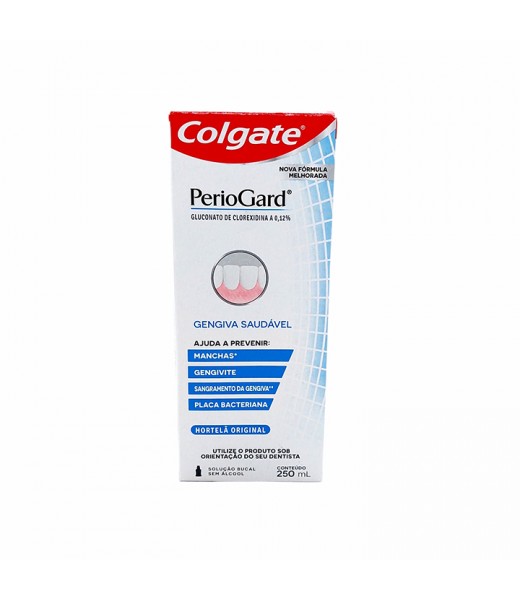 Colgate®
NOVA FÓRMULA
MELHORADA
PerioGard®
GLUCONATO DE CLOREXIDINA A 0,12%
GENGIVA SAUDÁVEL
AJUDA A PREVENIR:
MANCHAS*
GENGIVITE
SANGRAMENTO DA GENGIVA**
PLACA BACTERIANA
HORTELÃ ORIGINAL
UTILIZE O PRODUTO SOB
ORIENTAÇÃO DO SEU DENTISTA
SOLUÇÃO BUCAL
SEM ÁLCOOL
CONTEÚDO
250 mL